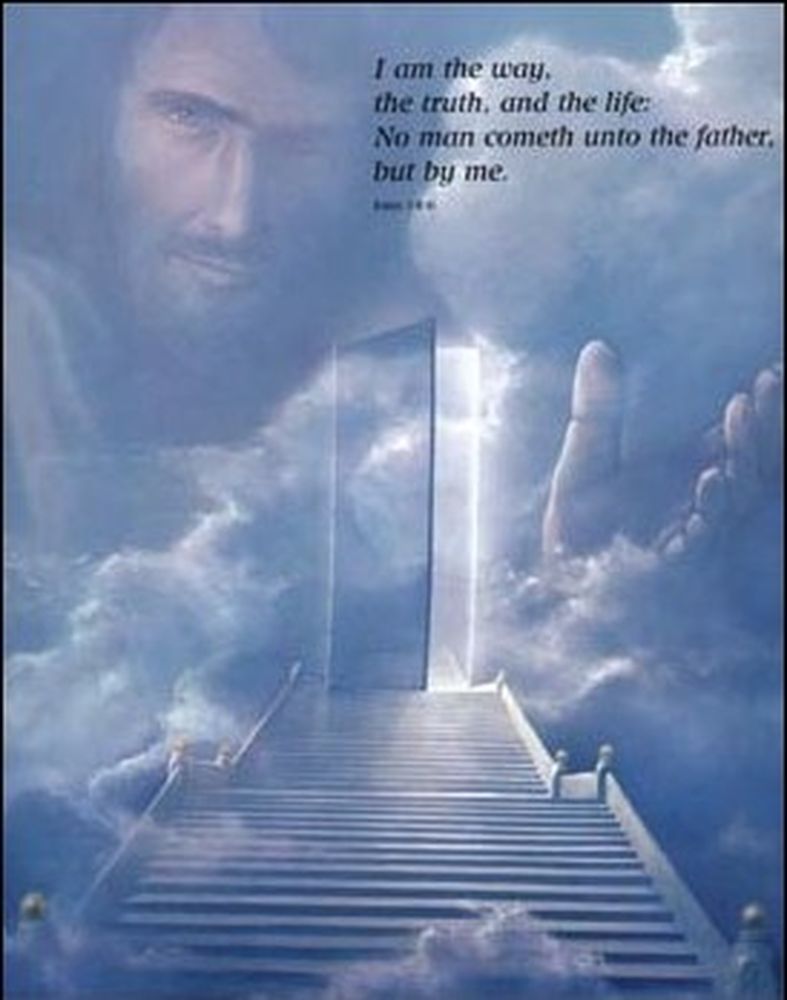 I am the way,
the truth, and the life:
No man cometh unto the father,
but by me.